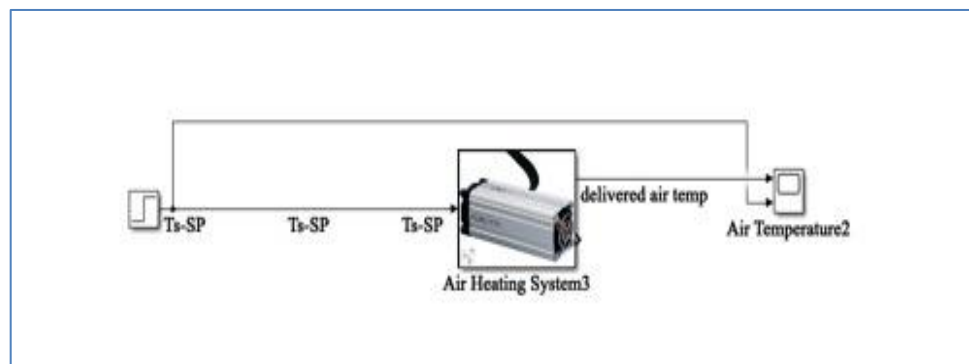 delivered air temp
Ts-SP Ts-SP Ts-SP
Air Temperature2
Air Heating System3